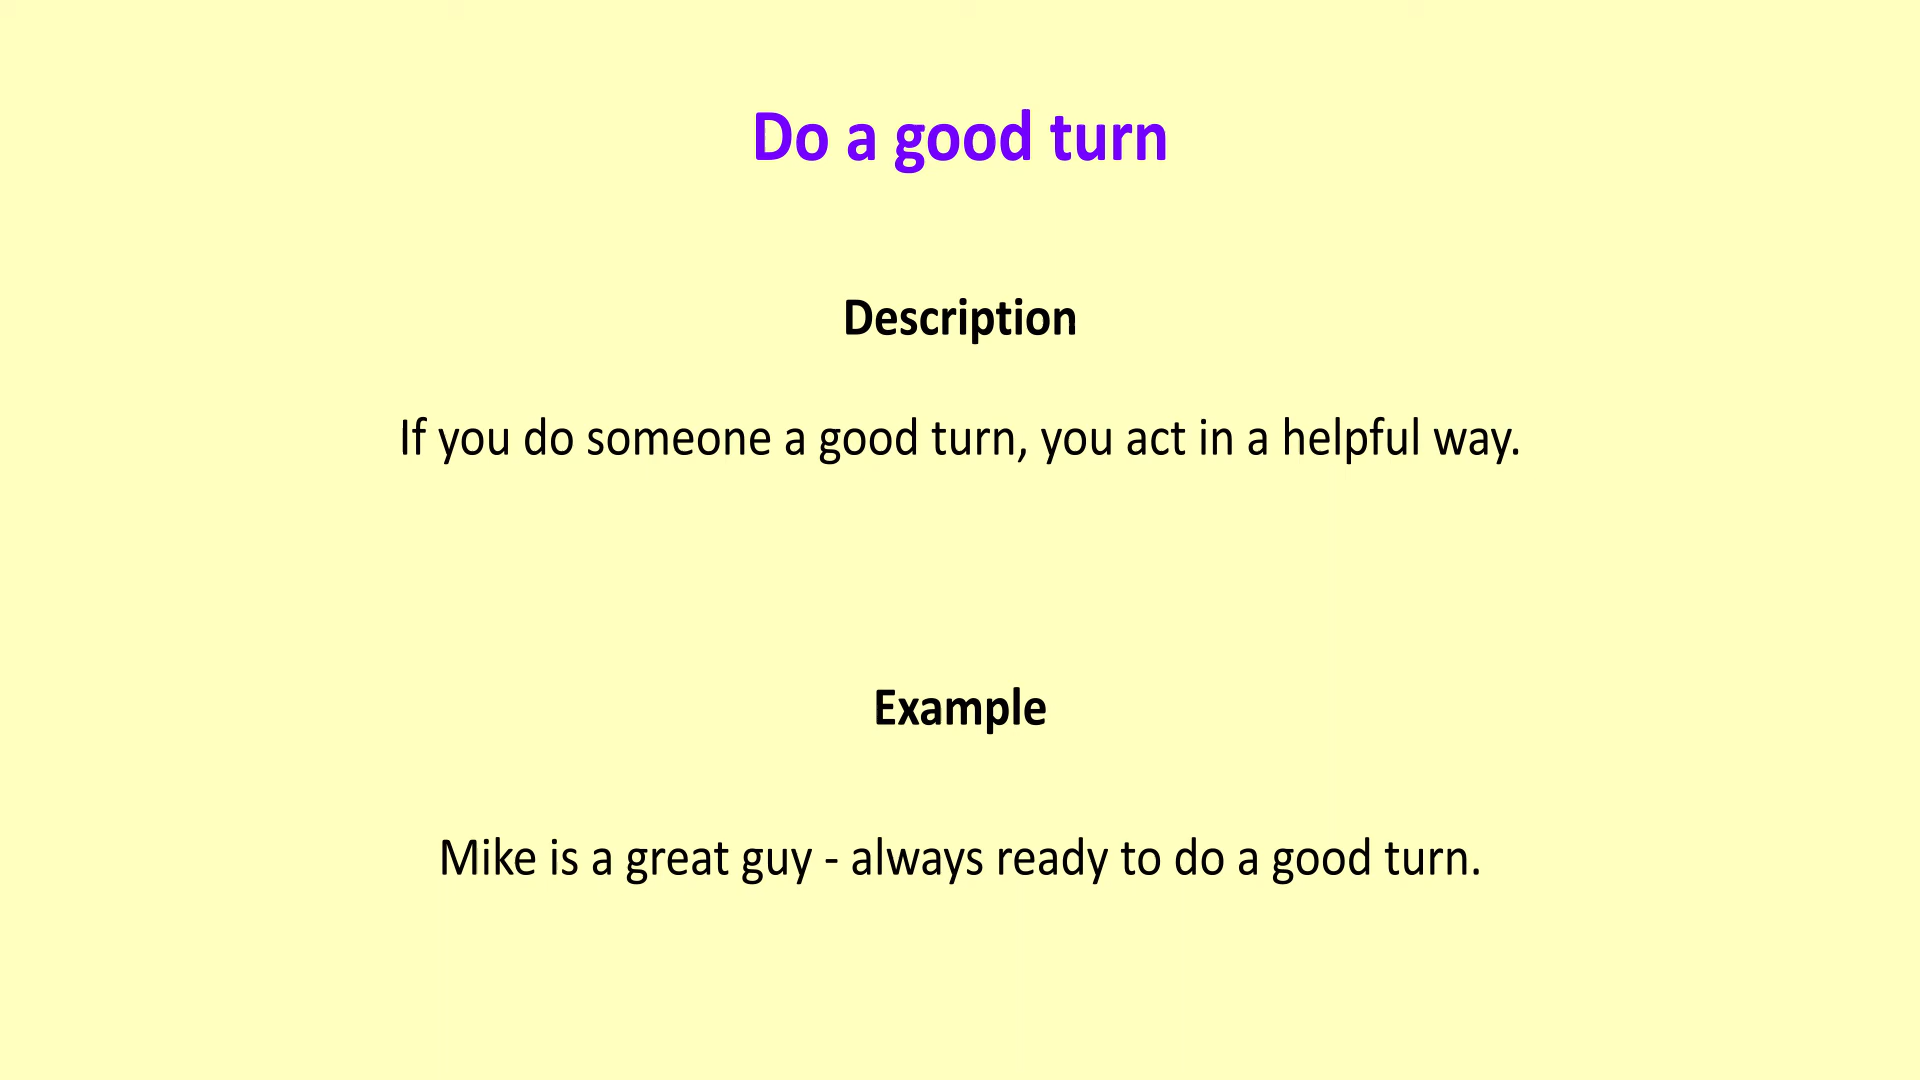 Do a good turn
Description
If you do someone a good turn, you act in a helpful way.
Example
Mike is a great guy - always ready to do a good turn.